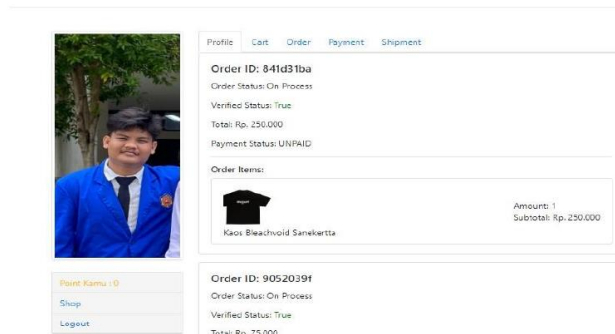 Profile Cart Order Payment Shipment
Order ID: 841d31ba
Order Status: On Process
Verified Status: True
Total: Rp. 250.000
Payment Status: UNPAID
Order Items:
Amount: 1
Subtotal: Rp. 250.000
Kaos Bleachvoid Sanekertta
Point Kamu : 0
Shop
Logout
Order ID: 9052039f
Order Status: On Process
Verified Status: True
Total: Rp. 75.000